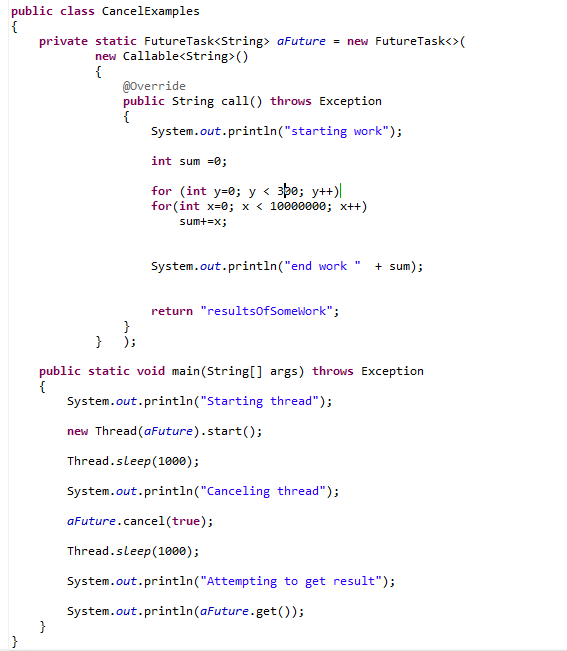 public class CancelExamples
{
private static FutureTask<String> aFuture = new FutureTask<>(
new Callable<String>()
{
@Override
public String call() throws Exception
{
System.out.println("starting work");
int sum =0;
for (int y=0; y < 300; y++)
for(int x=0; x < 10000000; x++)
sum+=x;
System.out.println("end work "  + sum);
return "resultsOfSomeWork";
}
}   );
public static void main(String[] args) throws Exception
{
System.out.println("Starting thread");
new Thread(aFuture).start();
Thread.sleep(1000);
System.out.println("Canceling thread");
aFuture.cancel(true);
Thread.sleep(1000);
System.out.println("Attempting to get result");
System.out.println(aFuture.get());
}
}